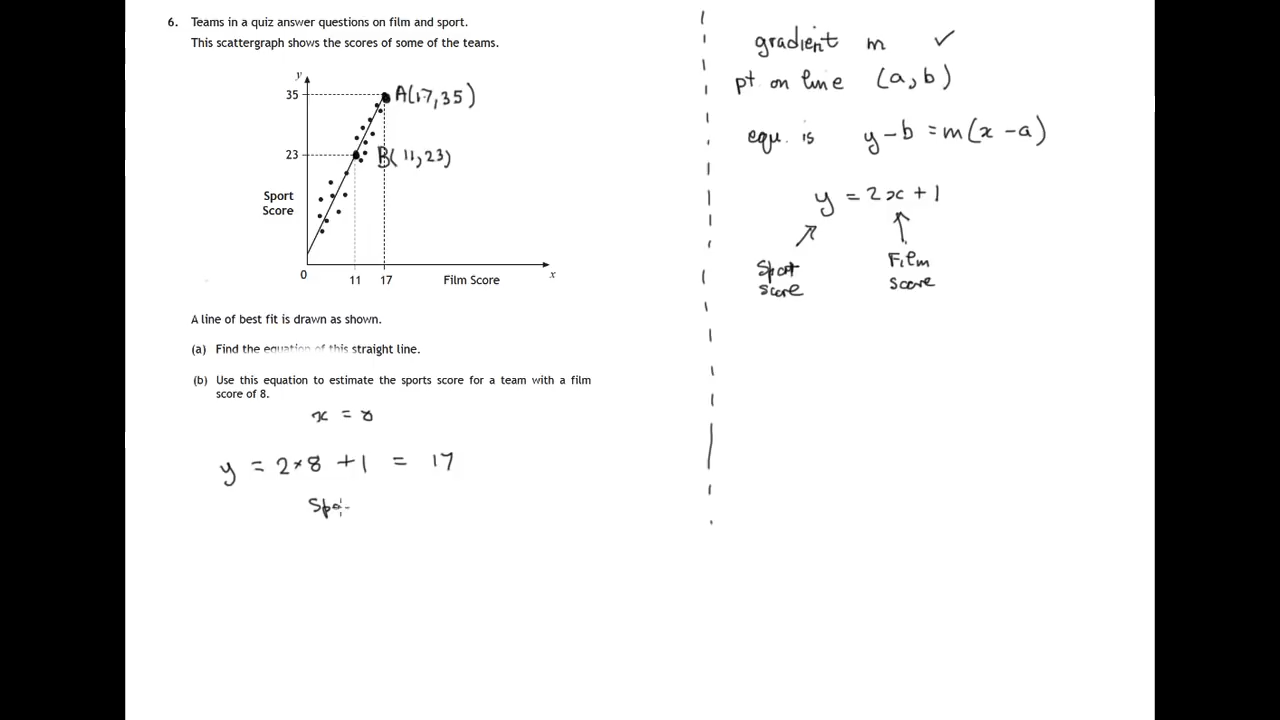 6. Teams in a quiz answer questions on film and sport.
This scattergraph shows the scores of some of the teams.
y
35
A(17,35)
23
B(11,23)
Sport
Score
0
11
17
Film Score
x
A line of best fit is drawn as shown.
(a) Find the equation of this straight line.
(b) Use this equation to estimate the sports score for a team with a film
score of 8.
x = 8
y = 2×8 +1 = 17
Spo
gradient m ✓
pt on line (a,b)
equ. is y-b = m(x-a)
y = 2x+1
Sport
score
Film
score